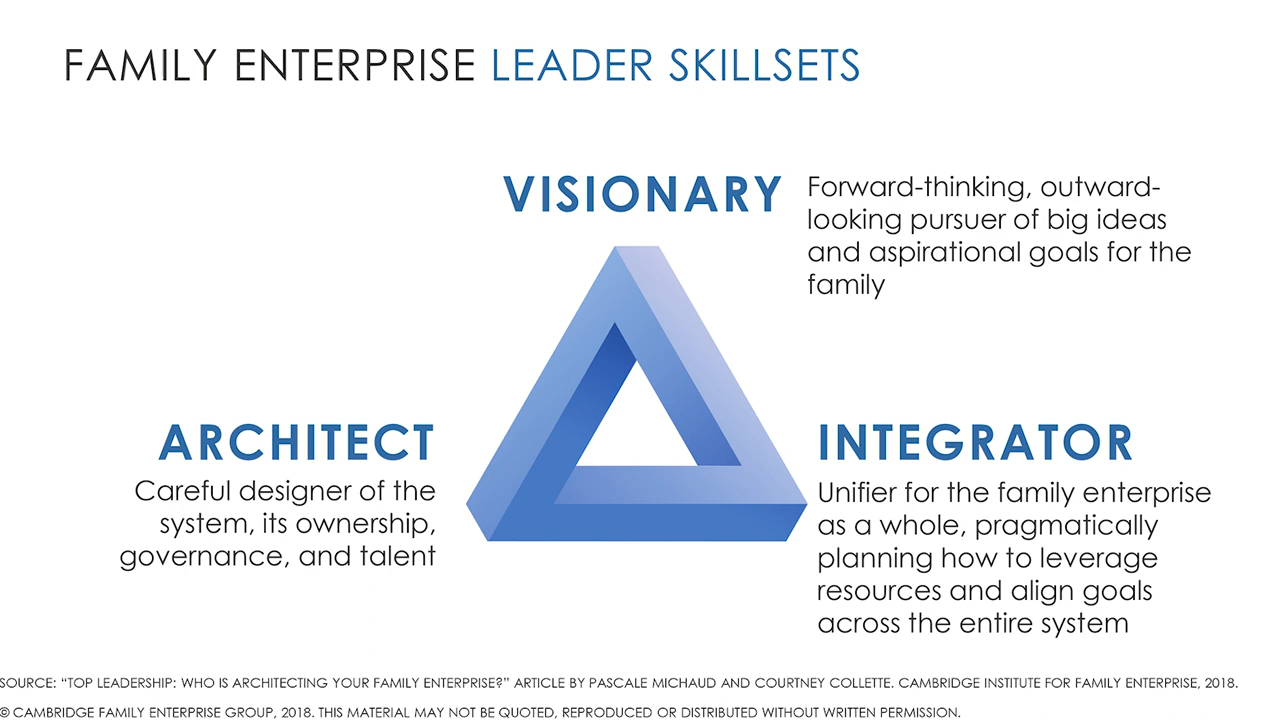 FAMILY ENTERPRISE LEADER SKILLSETS
VISIONARY
Forward-thinking, outward-
looking pursuer of big ideas
and aspirational goals for the
family
ARCHITECT
Careful designer of the
system, its ownership,
governance, and talent
INTEGRATOR
Unifier for the family enterprise
as a whole, pragmatically
planning how to leverage
resources and align goals
across the entire system
SOURCE: “TOP LEADERSHIP: WHO IS ARCHITECTING YOUR FAMILY ENTERPRISE?” ARTICLE BY PASCALE MICHAUD AND COURTNEY COLLETTE. CAMBRIDGE INSTITUTE FOR FAMILY ENTERPRISE, 2018.
© CAMBRIDGE FAMILY ENTERPRISE GROUP, 2018. THIS MATERIAL MAY NOT BE QUOTED, REPRODUCED OR DISTRIBUTED WITHOUT WRITTEN PERMISSION.